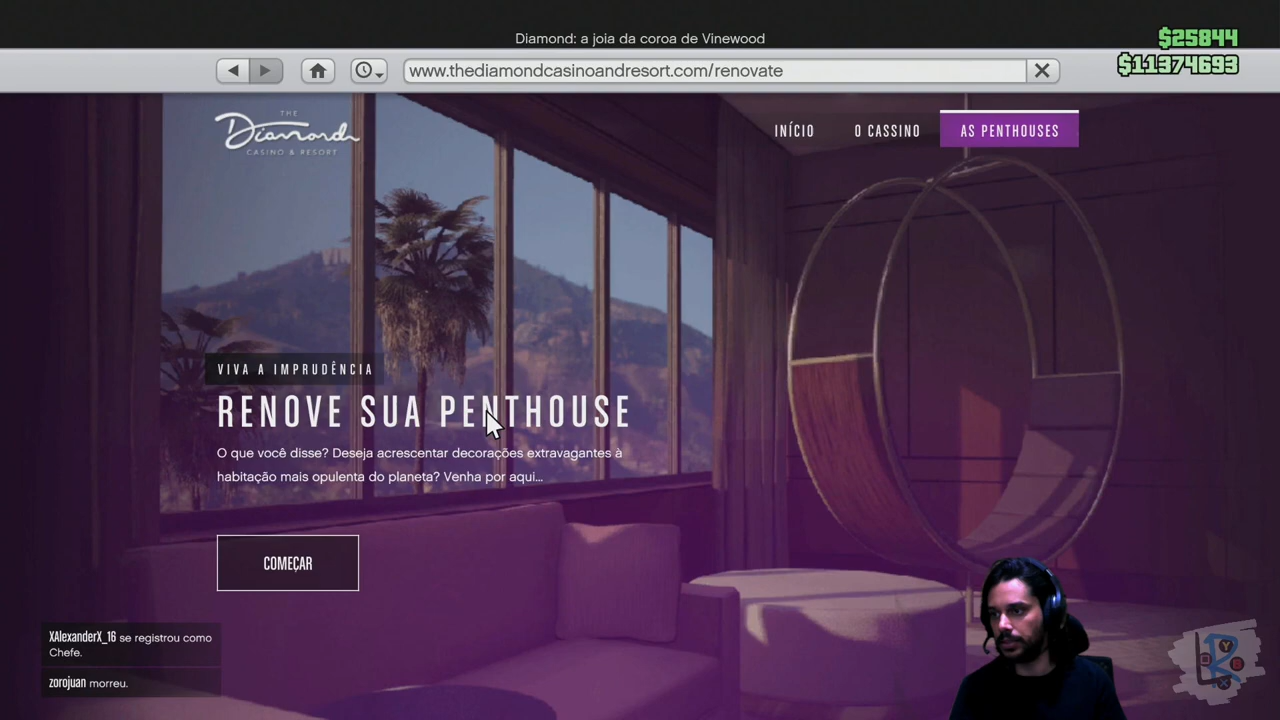 Diamond: a joia da coroa de Vinewood
$25844
$11374693
www.thediamondcasinoandresort.com/renovate
THE
Diamond
CASINO & RESORT
INÍCIO
O CASSINO
AS PENTHOUSES
VIVA A IMPRUDÊNCIA
RENOVE SUA PENTHOUSE
O que você disse? Deseja acrescentar decorações extravagantes à
habitação mais opulenta do planeta? Venha por aqui...
COMEÇAR
XAlexanderX_16 se registrou como
Chefe.
zorojuan morreu.